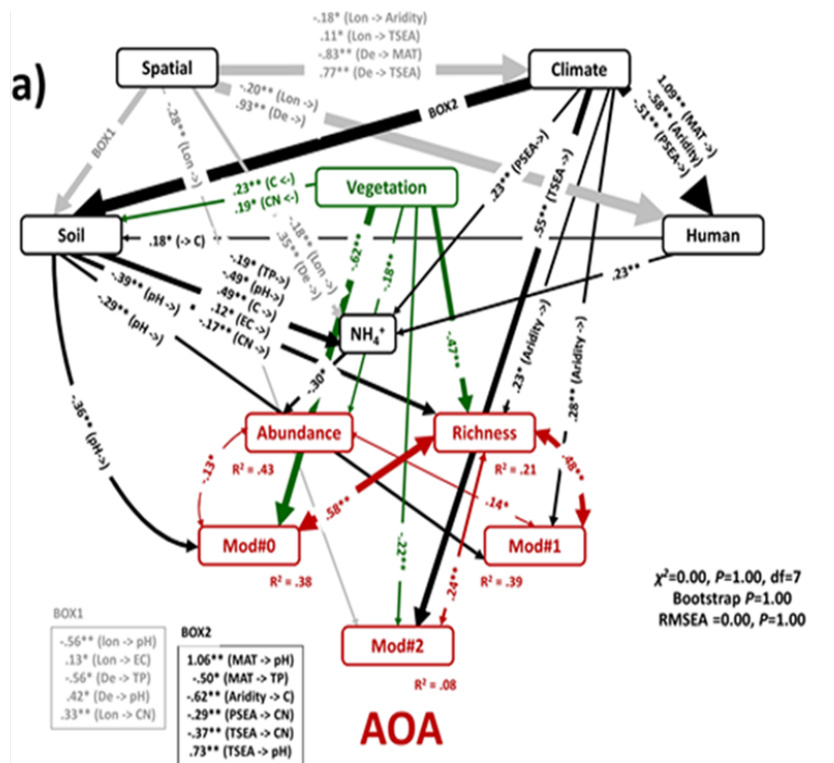 a)
-.18* (Lon -> Aridity)
.11* (Lon -> TSEA)
-.83** (De -> MAT)
.77** (De -> TSEA)
Spatial
Climate
-.20** (Lon ->)
.93** (De ->)
BOX1
-.28** (Lon ->)
BOX2
1.09** (MAT ->)
-.58** (Aridity)
-.51** (PSEA->)
.23** (C <-)
.19* (CN <-)
Vegetation
.23** (PSEA->)
.55** (TSEA ->)
Soil
.18* (-> C)
Human
-.18** (Lon ->)
.35** (De ->)
-.62**
-.18**
.23**
-.39** (pH->)
-.29** (pH ->)
-.19* (TP->)
-.49* (pH->)
.49** (C ->)
.12* (EC ->)
-.17** (CN ->)
NH₄⁺
-.47**
.23* (Aridity ->)
.28** (Aridity ->)
-.30*
-.36** (pH->)
Abundance
R² = .43
Richness
R² = .21
-.13*
.58**
.14*
.48**
Mod#0
R² = .38
-.22**
.24**
Mod#1
R² = .39
Mod#2
R² = .08
χ²=0.00, P=1.00, df=7
Bootstrap P=1.00
RMSEA =0.00, P=1.00
BOX1
-.56** (lon -> pH)
.13* (Lon -> EC)
-.56* (De -> TP)
.42* (De -> pH)
.33** (Lon -> CN)
BOX2
1.06** (MAT -> pH)
-.50* (MAT -> TP)
-.62** (Aridity -> C)
-.29** (PSEA -> CN)
-.37** (TSEA -> CN)
.73** (TSEA -> pH)
AOA